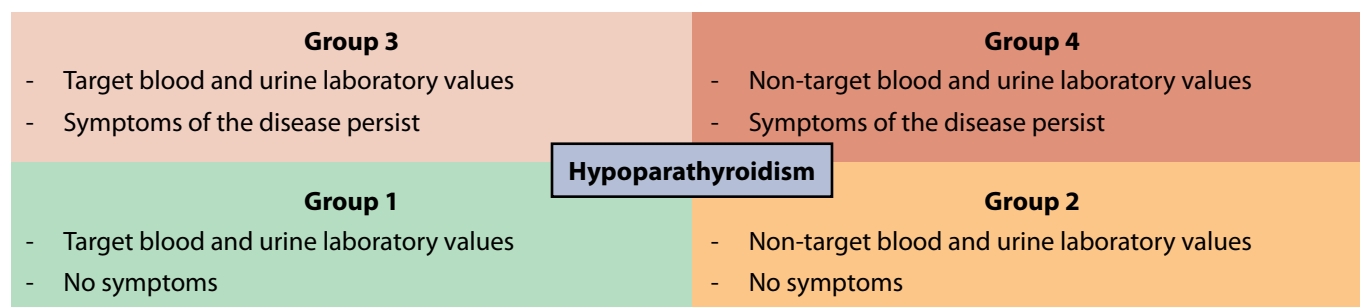 Group 3
- Target blood and urine laboratory values
- Symptoms of the disease persist
Group 4
- Non-target blood and urine laboratory values
- Symptoms of the disease persist
Hypoparathyroidism
Group 1
- Target blood and urine laboratory values
- No symptoms
Group 2
- Non-target blood and urine laboratory values
- No symptoms